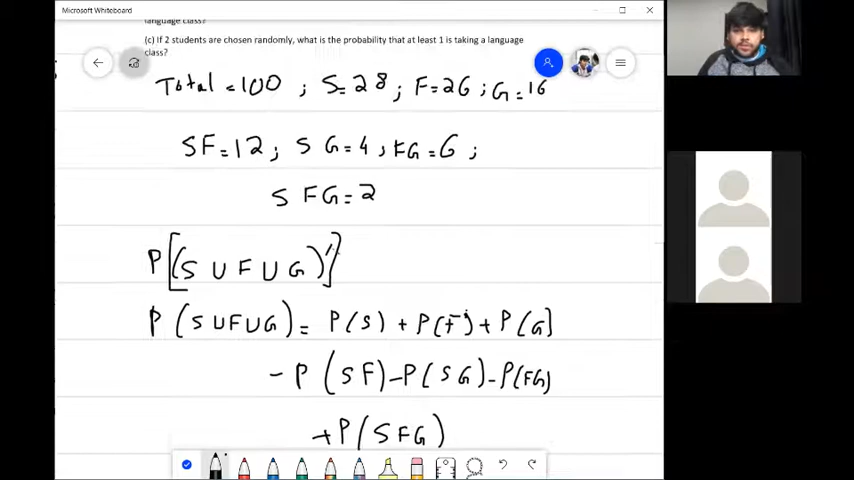 Microsoft Whiteboard
language class?
(c) If 2 students are chosen randomly, what is the probability that at least 1 is taking a language
class?
Total = 100 ; S = 28 ; F = 26 ; G = 16
SF = 12 ; SG = 4 ; FG = 6 ;
SFG = 2
P[(S ∪ F ∪ G)']
P(S ∪ F ∪ G) = P(S) + P(F) + P(G)
- P(SF) - P(SG) - P(FG)
+ P(SFG)